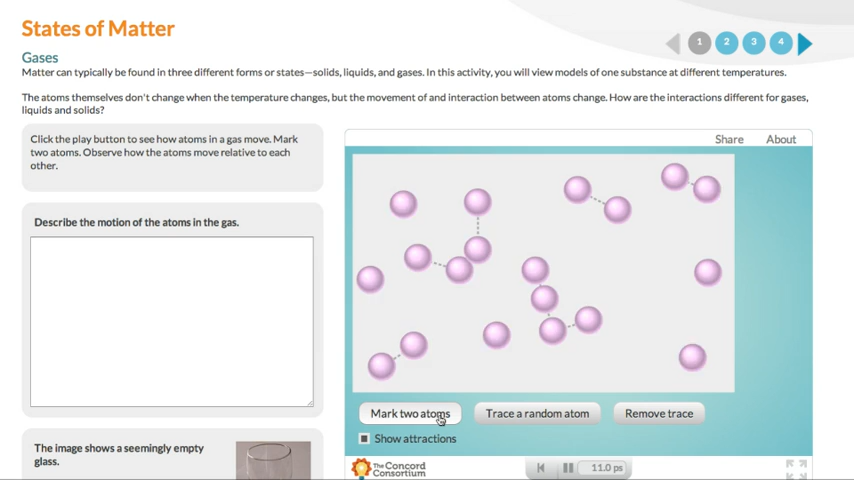 States of Matter
1 2 3 4
Gases
Matter can typically be found in three different forms or states—solids, liquids, and gases. In this activity, you will view models of one substance at different temperatures.
The atoms themselves don't change when the temperature changes, but the movement of and interaction between atoms change. How are the interactions different for gases,
liquids and solids?
Click the play button to see how atoms in a gas move. Mark
two atoms. Observe how the atoms move relative to each
other.
Share About
Describe the motion of the atoms in the gas.
Mark two atoms Trace a random atom Remove trace
Show attractions
The image shows a seemingly empty
glass.
The Concord
Consortium
11.0 ps